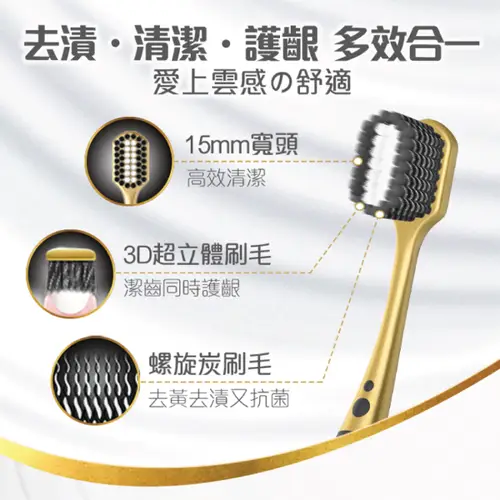 去漬・清潔・護齦 多效合一
愛上雲感の舒適
15mm寬頭
高效清潔
3D超立體刷毛
潔齒同時護齦
螺旋炭刷毛
去黃去漬又抗菌